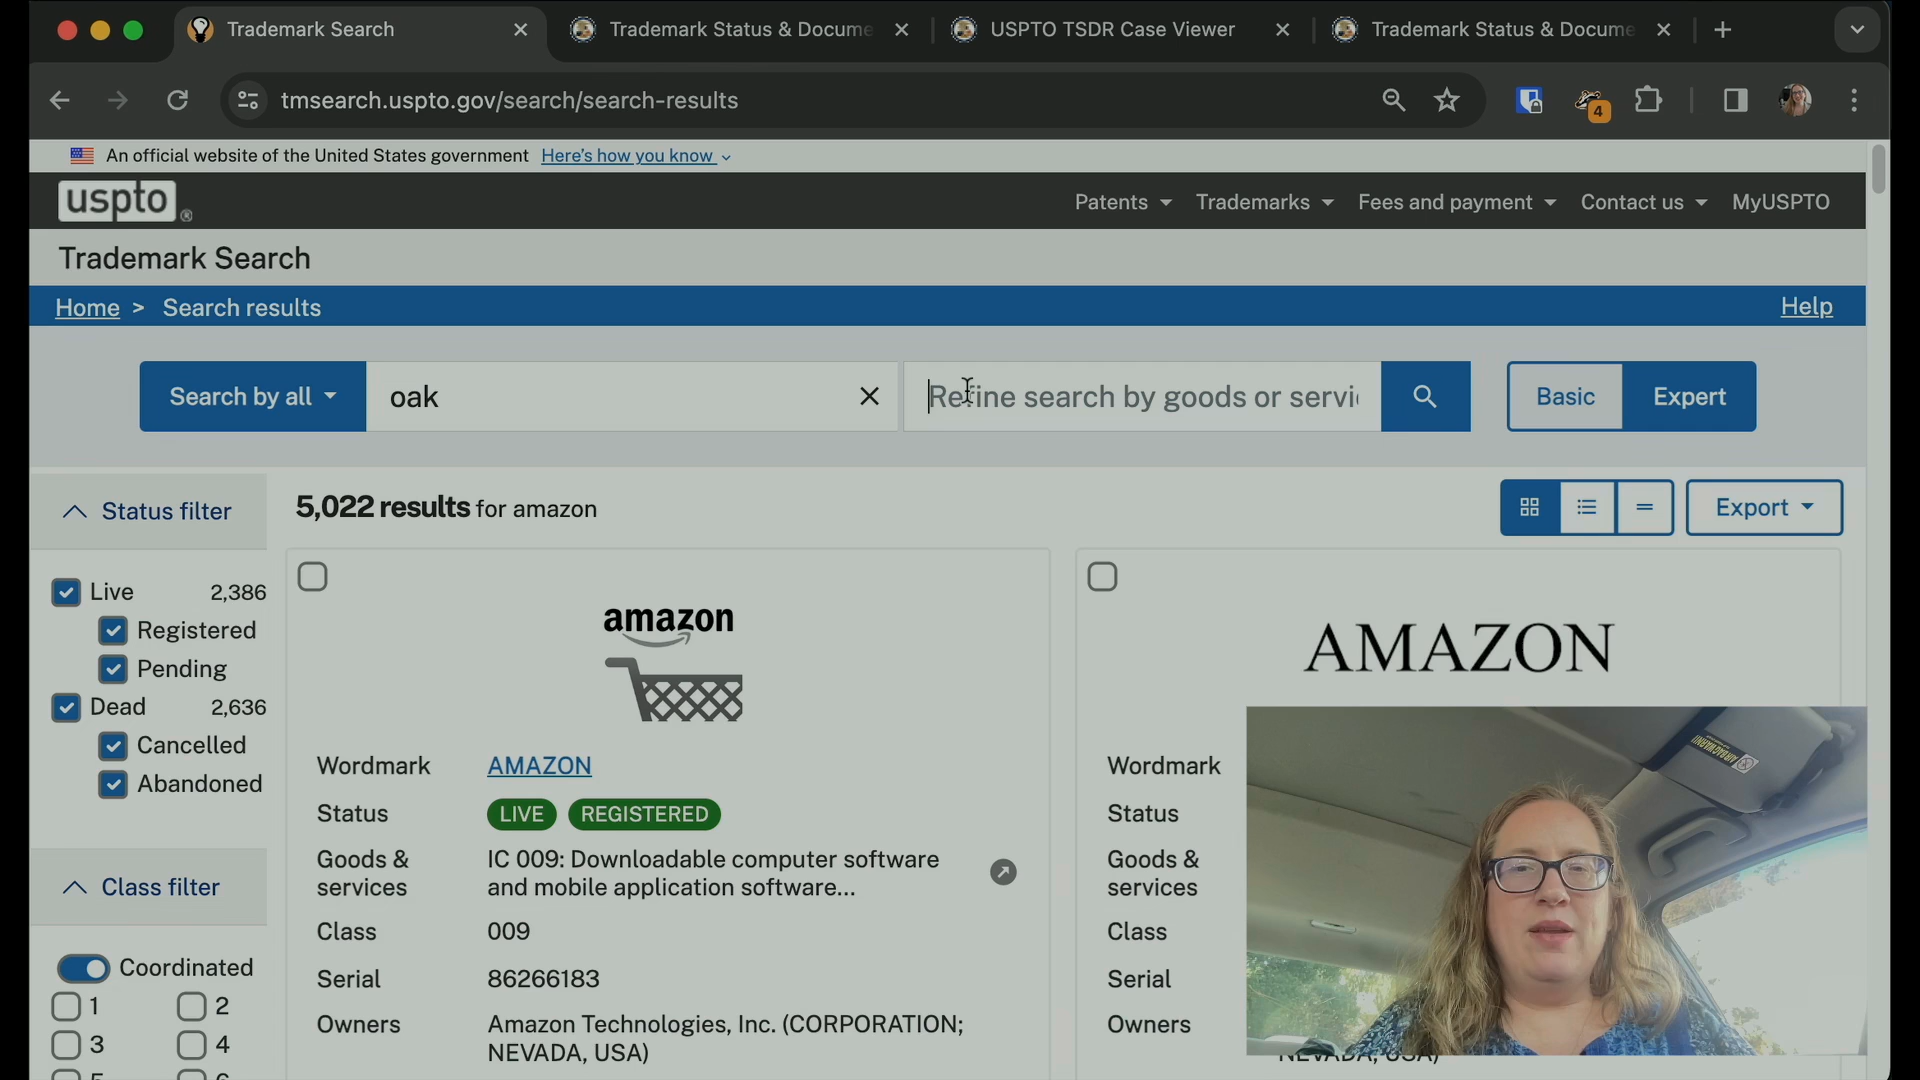 Trademark Search
Trademark Status & Docume
USPTO TSDR Case Viewer
Trademark Status & Docume
tmsearch.uspto.gov/search/search-results
4
An official website of the United States government Here's how you know
uspto®
Patents Trademarks Fees and payment Contact us MyUSPTO
Trademark Search
Home > Search results
Help
Search by all
oak
Refine search by goods or servi
Basic
Expert
Status filter
5,022 results for amazon
Export
Live 2,386
Registered
Pending
Dead 2,636
Cancelled
Abandoned
Class filter
Coordinated
1 2
3 4
5 6
amazon
Wordmark AMAZON
Status LIVE REGISTERED
Goods & services
IC 009: Downloadable computer software
and mobile application software...
Class 009
Serial 86266183
Owners Amazon Technologies, Inc. (CORPORATION;
NEVADA, USA)
AMAZON
Wordmark
Status
Goods &
services
Class
Serial
Owners
NEVADA, USA)